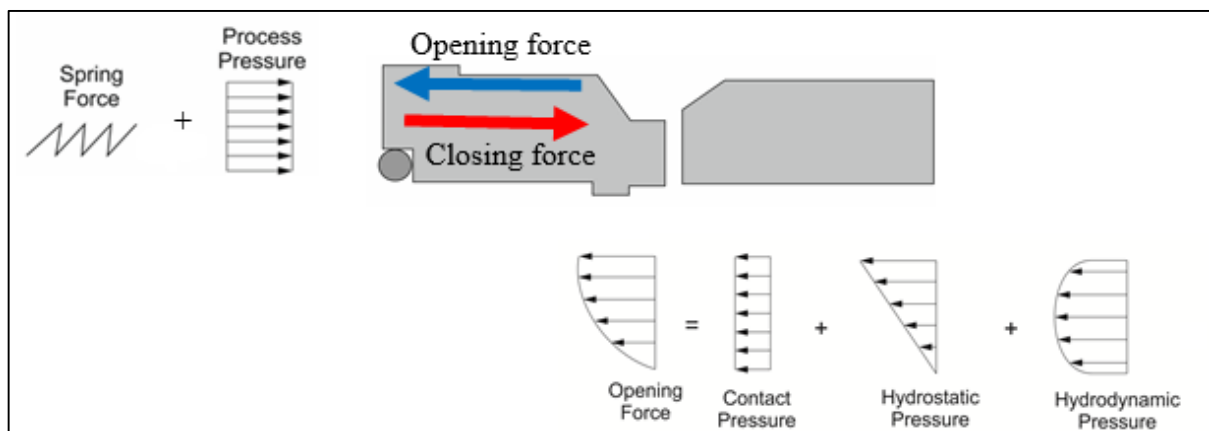 Process
Pressure
Spring
Force
+
Opening force
Closing force
=
+
+
Opening
Force
Contact
Pressure
Hydrostatic
Pressure
Hydrodynamic
Pressure